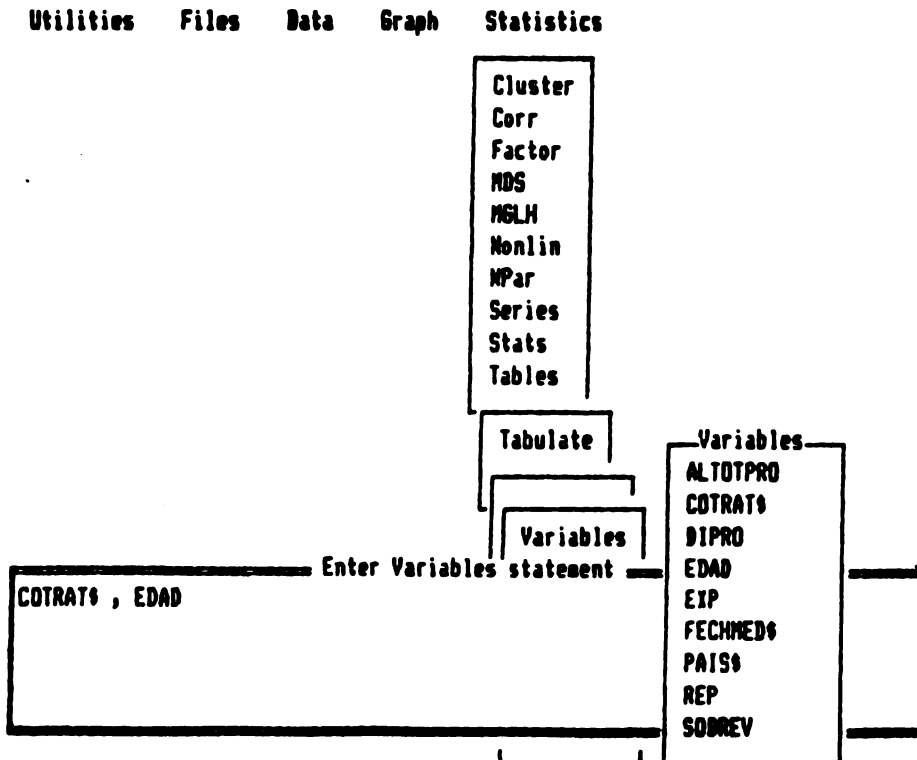 Utilities Files Data Graph Statistics
Cluster
Corr
Factor
MDS
MGLH
Nonlin
NPar
Series
Stats
Tables
Tabulate
Variables
Enter Variables statement
COTRAT$ , EDAD
Variables
ALTOTPRO
COTRAT$
DIPRO
EDAD
EIP
FECHMED$
PAIS$
REP
SOBREV